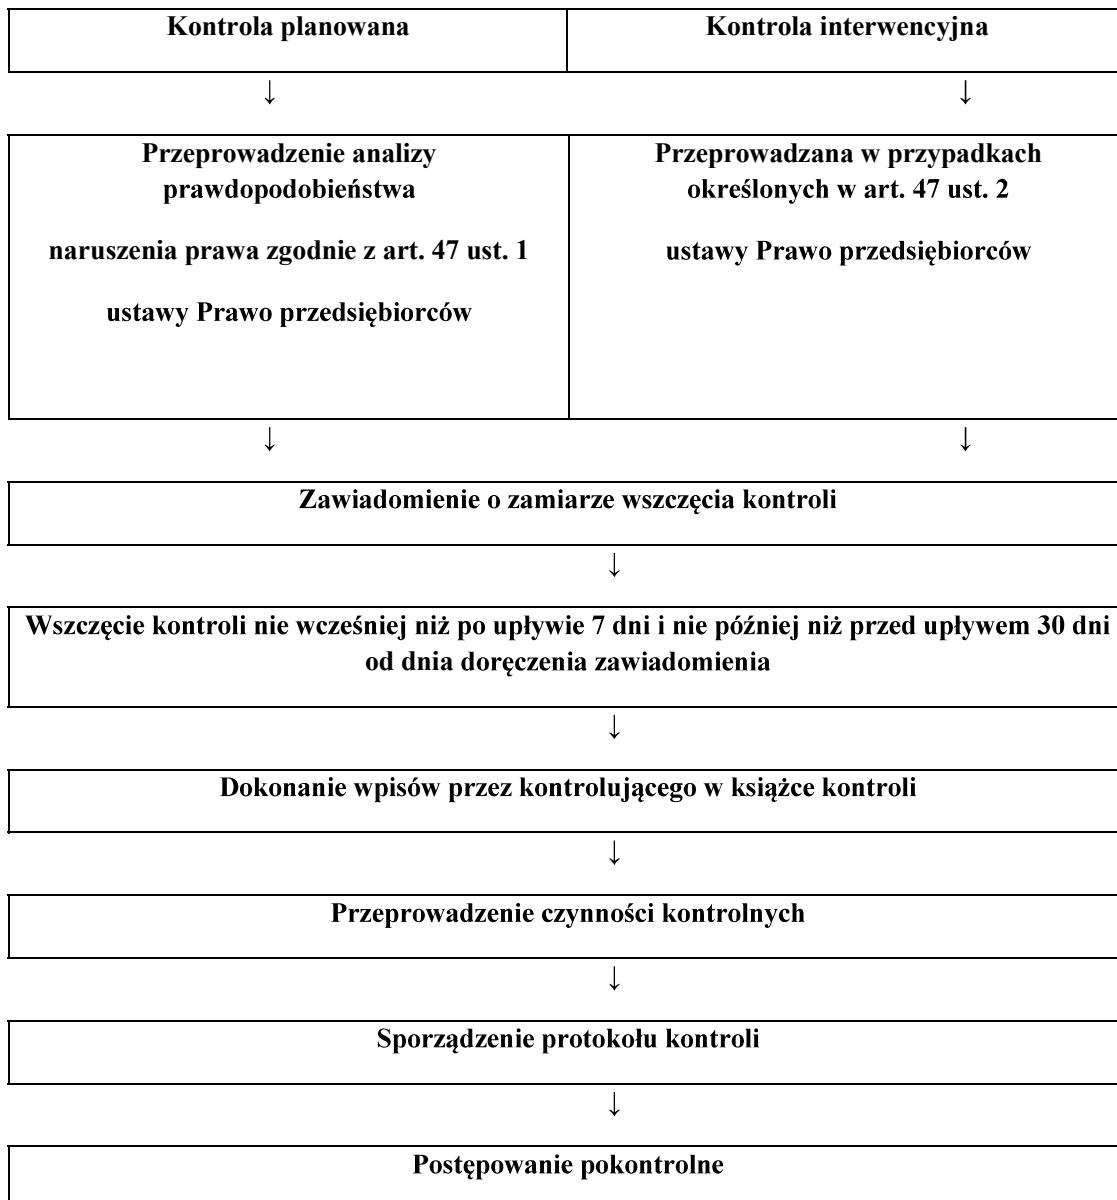 Kontrola planowana
Kontrola interwencyjna
↓
↓
Przeprowadzenie analizy
prawdopodobieństwa
naruszenia prawa zgodnie z art. 47 ust. 1
ustawy Prawo przedsiębiorców
Przeprowadzana w przypadkach
określonych w art. 47 ust. 2
ustawy Prawo przedsiębiorców
↓
↓
Zawiadomienie o zamiarze wszczęcia kontroli
↓
Wszczęcie kontroli nie wcześniej niż po upływie 7 dni i nie później niż przed upływem 30 dni
od dnia doręczenia zawiadomienia
↓
Dokonanie wpisów przez kontrolującego w książce kontroli
↓
Przeprowadzenie czynności kontrolnych
↓
Sporządzenie protokołu kontroli
↓
Postępowanie pokontrolne